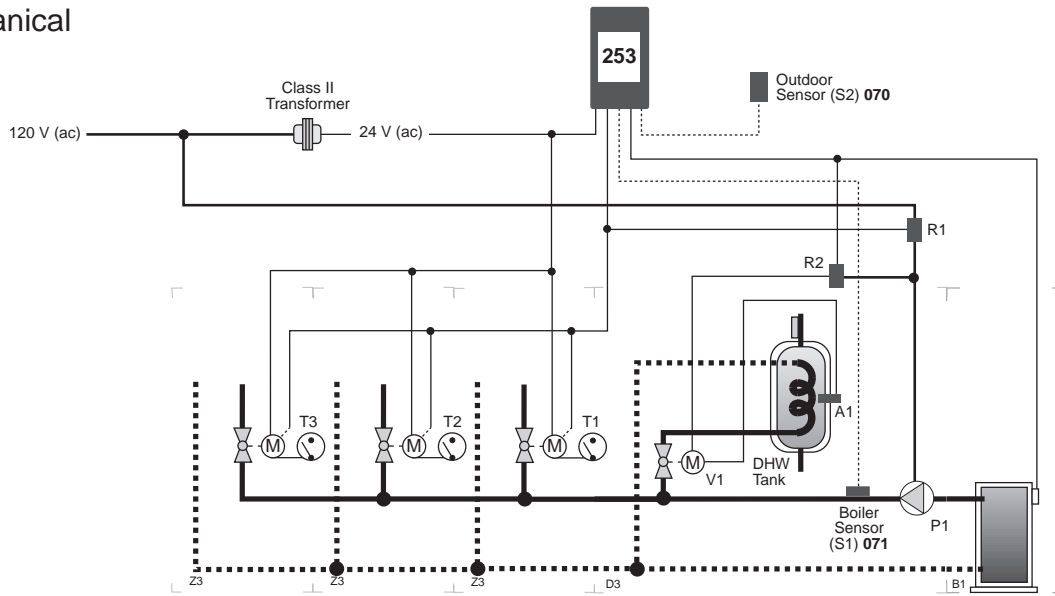 anical
253
Class II
Transformer
Outdoor
Sensor (S2) 070
120 V (ac)
24 V (ac)
R1
R2
T3
T2
T1
A1
M
M
M
M
V1
DHW
Tank
Boiler
Sensor
(S1) 071
P1
Z3
Z3
Z3
D3
B1